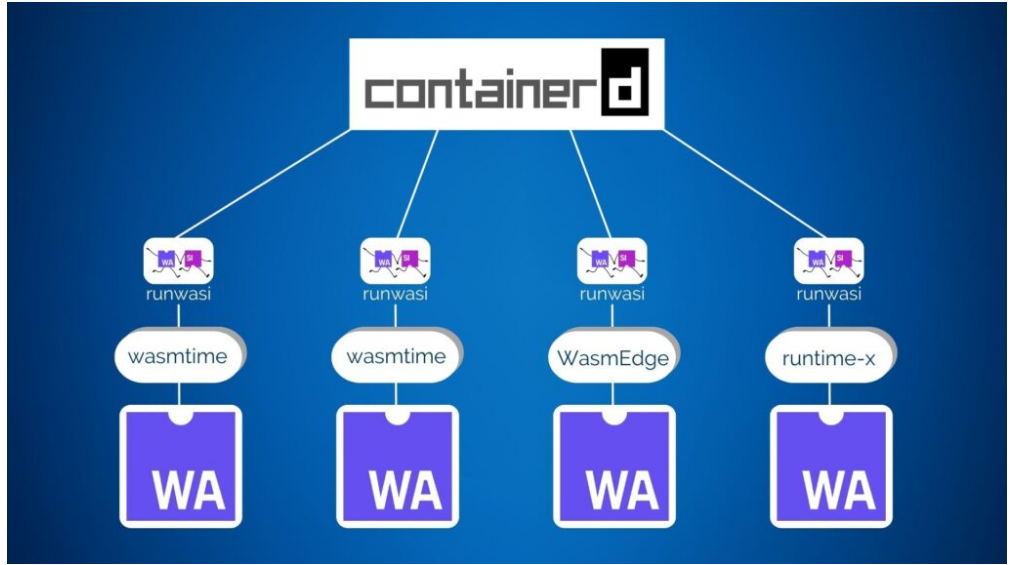 containerd
WA SI WA SI WA SI WA SI
runwasi runwasi runwasi runwasi
wasmtime wasmtime WasmEdge runtime-x
WA WA WA WA